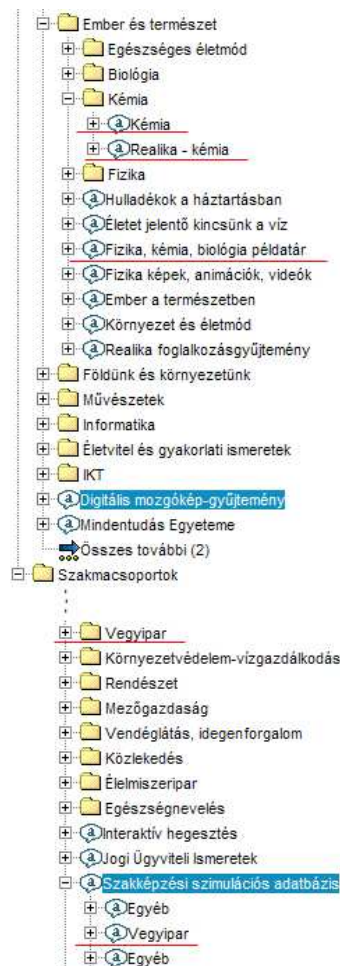 Ember és természet
Egészséges életmód
Biológia
Kémia
Kémia
Realika - kémia
Fizika
Hulladékok a háztartásban
Életet jelentő kincsünk a víz
Fizika, kémia, biológia példatár
Fizika képek, animációk, videók
Ember a természetben
Környezet és életmód
Realika foglalkozásgyűjtemény
Földünk és környezetünk
Művészetek
Informatika
Életvitel és gyakorlati ismeretek
IKT
Digitális mozgókép-gyűjtemény
Mindentudás Egyeteme
Összes további (2)
Szakmacsoportok
Vegyipar
Környezetvédelem-vízgazdálkodás
Rendészet
Mezőgazdaság
Vendéglátás, idegenforgalom
Közlekedés
Élelmiszeripar
Egészségnevelés
Interaktív hegesztés
Jogi Ügyviteli Ismeretek
Szakképzési szimulációs adatbázis
Egyéb
Vegyipar
Egyéb